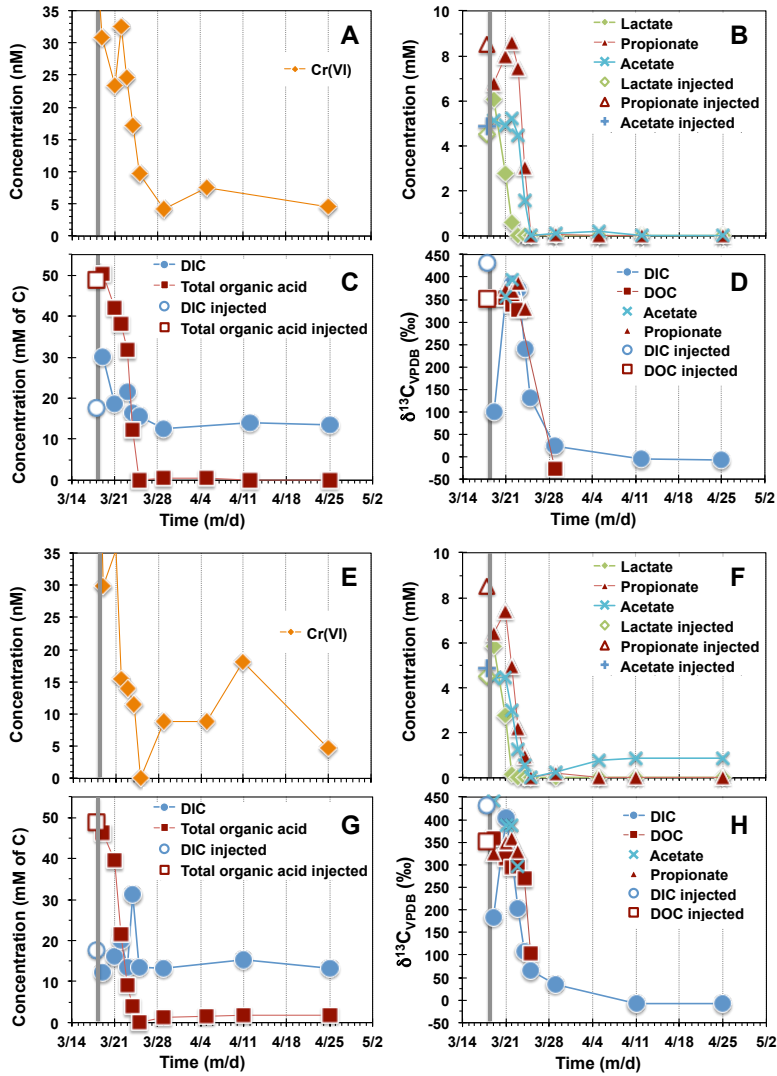 A
Concentration (nM)
35
30
25
20
15
10
5
0
Cr(VI)
B
Concentration (mM)
10
8
6
4
2
0
Lactate
Propionate
Acetate
Lactate injected
Propionate injected
Acetate injected
C
Concentration (mM of C)
50
40
30
20
10
0
DIC
Total organic acid
DIC injected
Total organic acid injected
3/14 3/21 3/28 4/4 4/11 4/18 4/25 5/2
Time (m/d)
D
δ13CVPDB (‰)
450
400
350
300
250
200
150
100
50
0
-50
DIC
DOC
Acetate
Propionate
DIC injected
DOC injected
3/14 3/21 3/28 4/4 4/11 4/18 4/25 5/2
Time (m/d)
E
Concentration (nM)
35
30
25
20
15
10
5
0
Cr(VI)
F
Concentration (mM)
10
8
6
4
2
0
Lactate
Propionate
Acetate
Lactate injected
Propionate injected
Acetate injected
G
Concentration (mM of C)
50
40
30
20
10
0
DIC
Total organic acid
DIC injected
Total organic acid injected
3/14 3/21 3/28 4/4 4/11 4/18 4/25 5/2
Time (m/d)
H
δ13CVPDB (‰)
450
400
350
300
250
200
150
100
50
0
-50
DIC
DOC
Acetate
Propionate
DIC injected
DOC injected
3/14 3/21 3/28 4/4 4/11 4/18 4/25 5/2
Time (m/d)